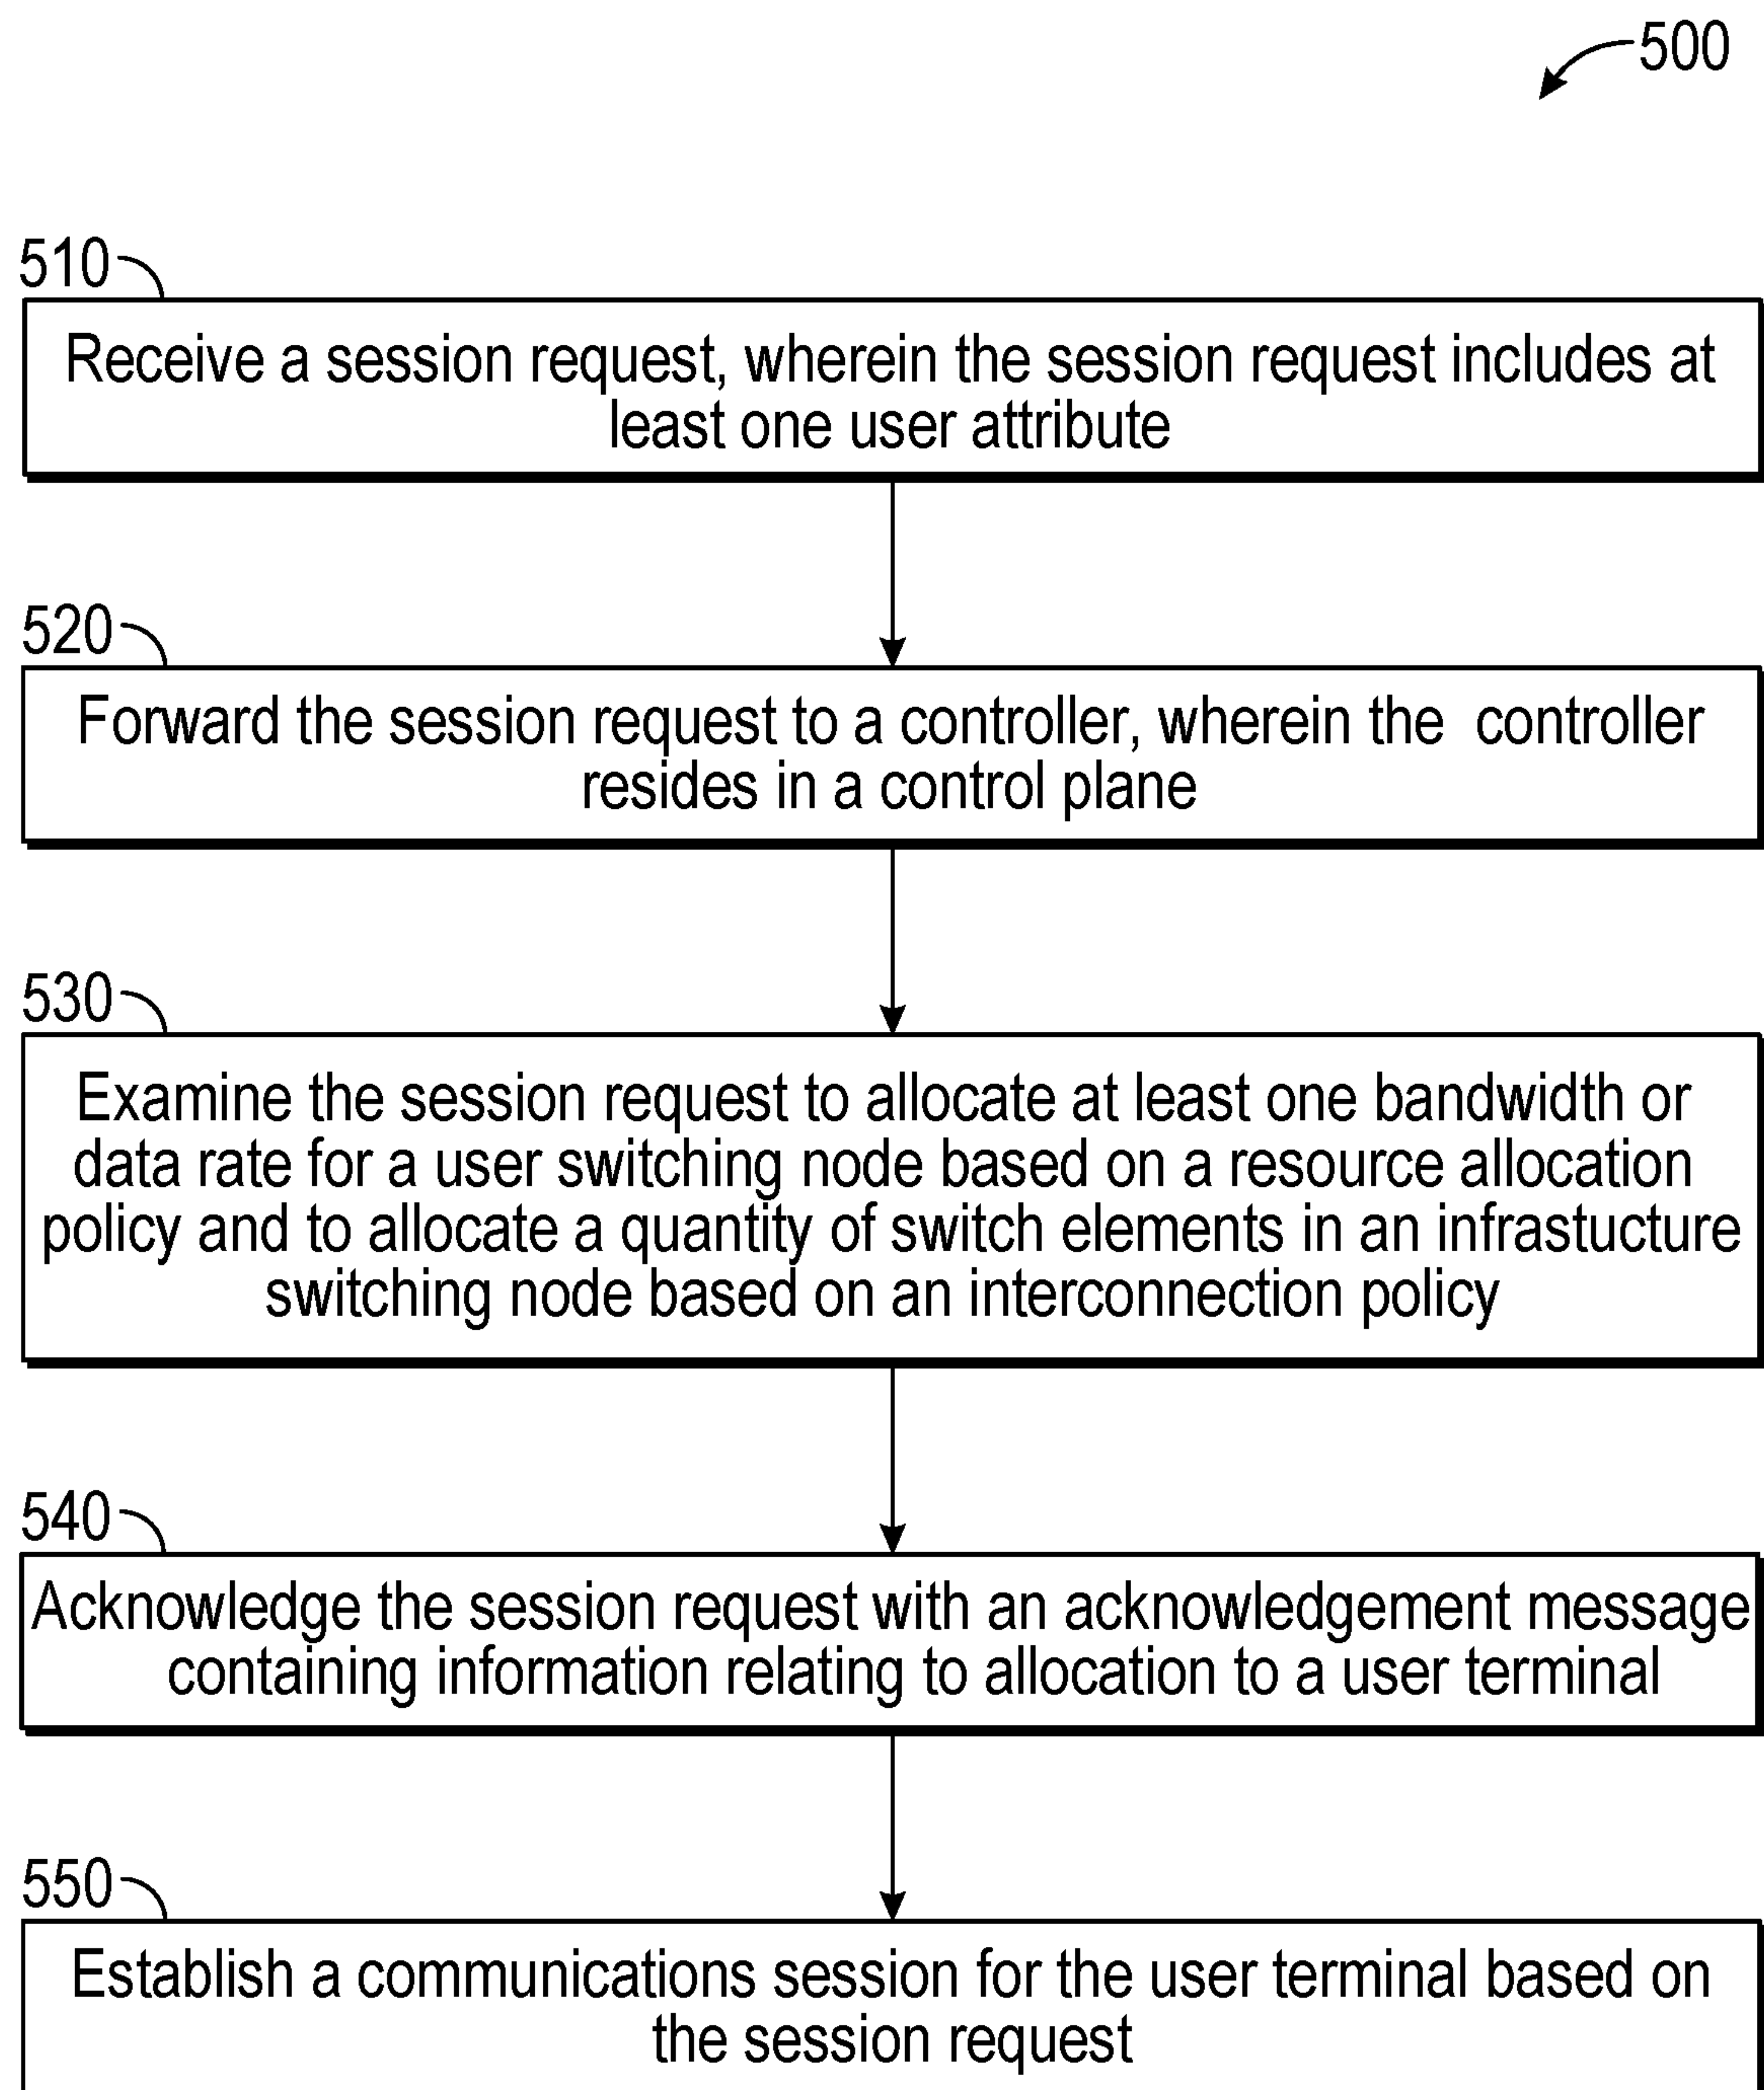 500
510
Receive a session request, wherein the session request includes at
least one user attribute
520
Forward the session request to a controller, wherein the controller
resides in a control plane
530
Examine the session request to allocate at least one bandwidth or
data rate for a user switching node based on a resource allocation
policy and to allocate a quantity of switch elements in an infrastucture
switching node based on an interconnection policy
540
Acknowledge the session request with an acknowledgement message
containing information relating to allocation to a user terminal
550
Establish a communications session for the user terminal based on
the session request